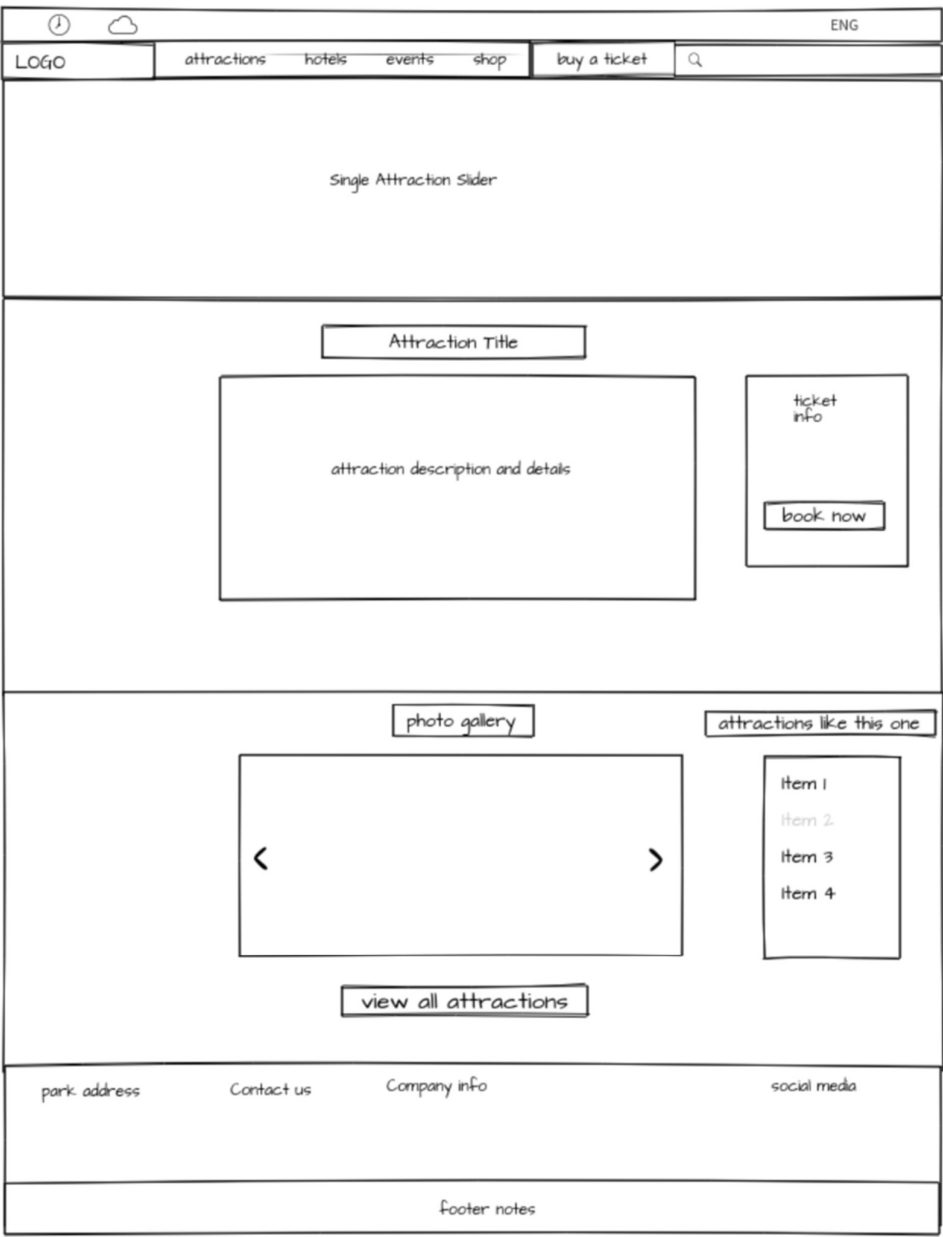 ENG
LOGO
attractions hotels events shop
buy a ticket
Single Attraction Slider
Attraction Title
attraction description and details
ticket
info
book now
photo gallery
attractions like this one
Item 1
Item 2
Item 3
Item 4
view all attractions
park address
Contact us
Company info
social media
footer notes